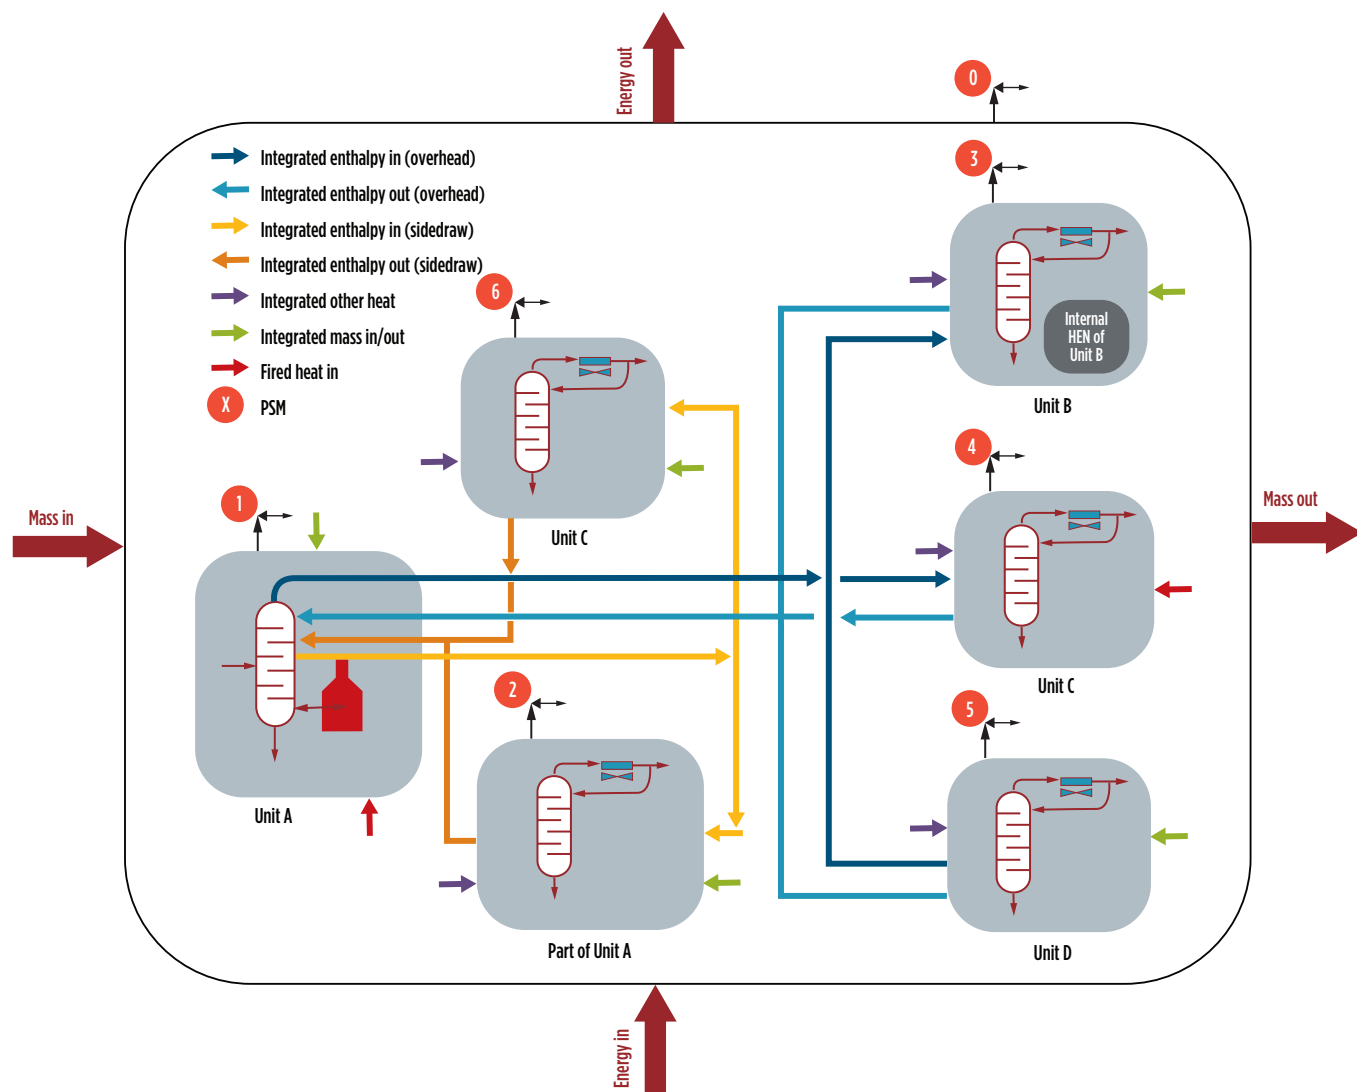 Energy out
0
3
Integrated enthalpy in (overhead)
Integrated enthalpy out (overhead)
Integrated enthalpy in (sidedraw)
Integrated enthalpy out (sidedraw)
Integrated other heat
Integrated mass in/out
Fired heat in
X
PSM
6
Internal
HEN of
Unit B
Unit B
4
1
Mass in
Mass out
Unit C
2
Unit C
5
Unit A
Part of Unit A
Unit D
Energy in